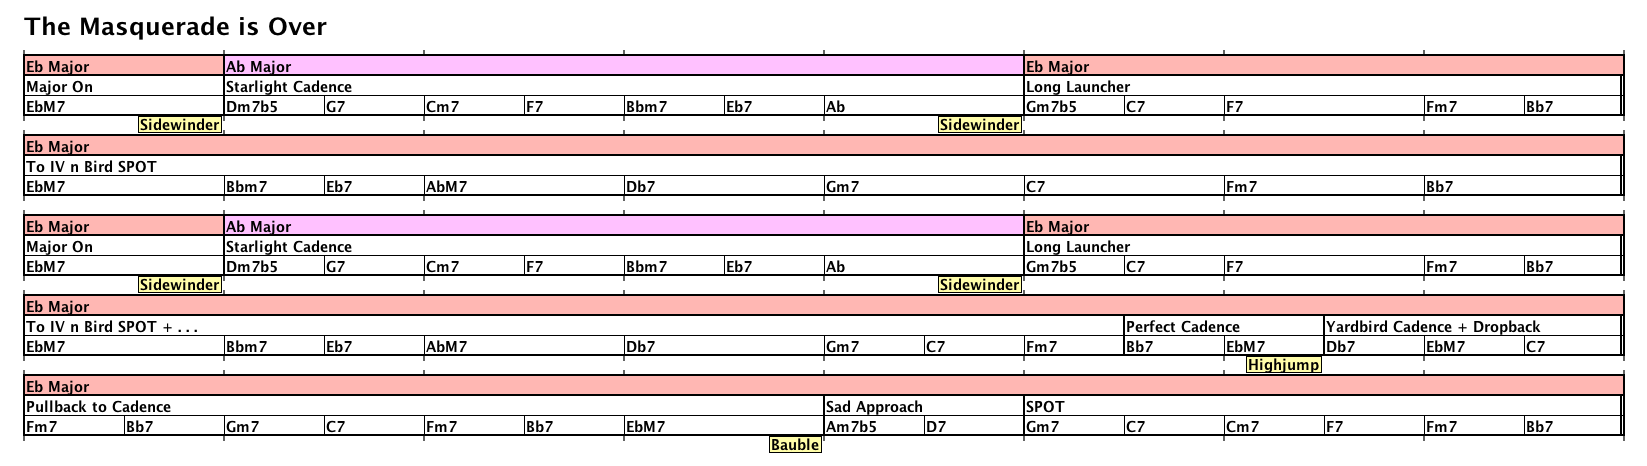 The Masquerade is Over
Eb Major Ab Major Eb Major
Major On Starlight Cadence Long Launcher
EbM7 Dm7b5 G7 Cm7 F7 Bbm7 Eb7 Ab Gm7b5 C7 F7 Fm7 Bb7
Sidewinder Sidewinder
Eb Major
To IV n Bird SPOT
EbM7 Bbm7 Eb7 AbM7 Db7 Gm7 C7 Fm7 Bb7
Eb Major Ab Major Eb Major
Major On Starlight Cadence Long Launcher
EbM7 Dm7b5 G7 Cm7 F7 Bbm7 Eb7 Ab Gm7b5 C7 F7 Fm7 Bb7
Sidewinder Sidewinder
Eb Major
To IV n Bird SPOT + . . . Perfect Cadence Yardbird Cadence + Dropback
EbM7 Bbm7 Eb7 AbM7 Db7 Gm7 C7 Fm7 Bb7 EbM7 Db7 EbM7 C7
Highjump
Eb Major
Pullback to Cadence Sad Approach SPOT
Fm7 Bb7 Gm7 C7 Fm7 Bb7 EbM7 Am7b5 D7 Gm7 C7 Cm7 F7 Fm7 Bb7
Bauble